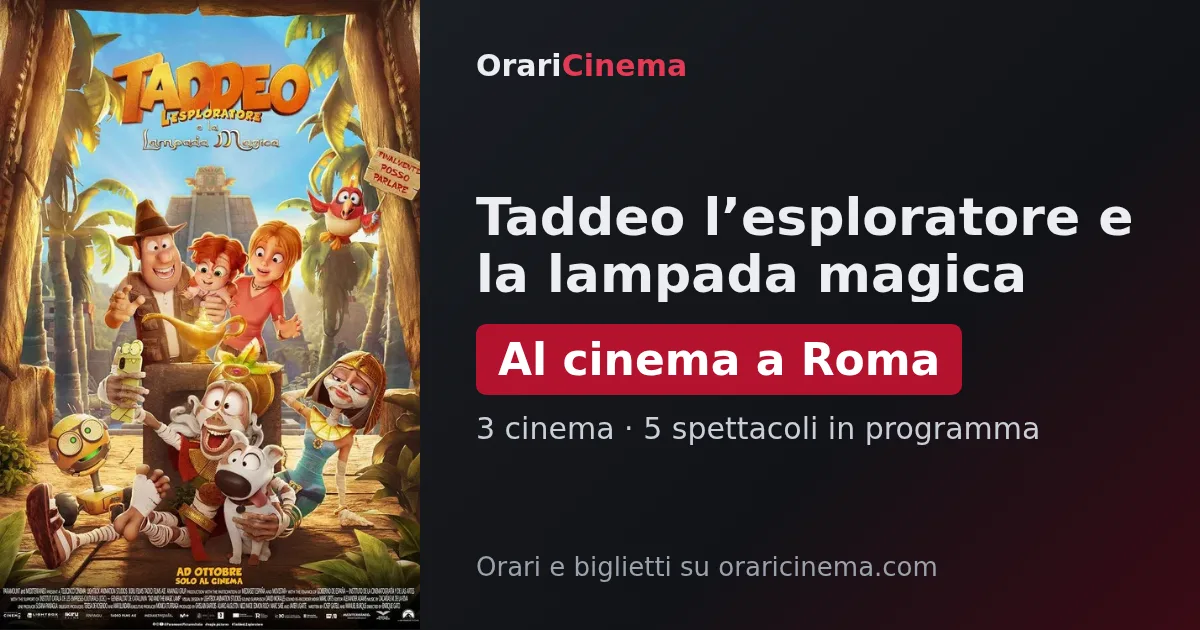 TADDEO
L'ESPLORATORE
e la
Lampada Magica
FINALMENTE
POSSO
PARLARE
AD OTTOBRE
SOLO AL CINEMA
OrariCinema
Taddeo l’esploratore e
la lampada magica
Al cinema a Roma
3 cinema · 5 spettacoli in programma
Orari e biglietti su oraricinema.com